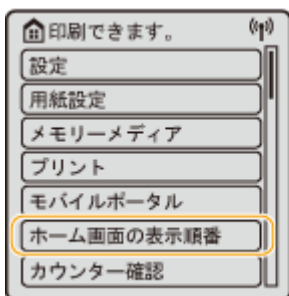 印刷できます。
設定
用紙設定
メモリーメディア
プリント
モバイルポータル
ホーム画面の表示順番
カウンター確認